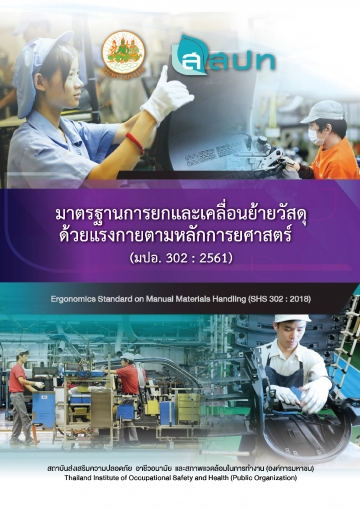 สสปท
มาตรฐานการยกและเคลื่อนย้ายวัสดุ
ด้วยแรงกายตามหลักการยศาสตร์
(มปอ. 302 : 2561)
Ergonomics Standard on Manual Materials Handling (SHS 302 : 2018)
สถาบันส่งเสริมความปลอดภัย อาชีวอนามัย และสภาพแวดล้อมในการทำงาน (องค์การมหาชน)
Thailand Institute of Occupational Safety and Health (Public Organization)